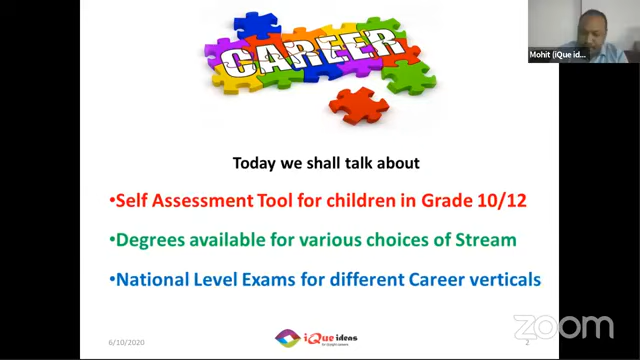 CAREER
Mohit (iQue id...
Today we shall talk about
•Self Assessment Tool for children in Grade 10/12
•Degrees available for various choices of Stream
•National Level Exams for different Career verticals
6/10/2020
iQue ideas
2
zoom